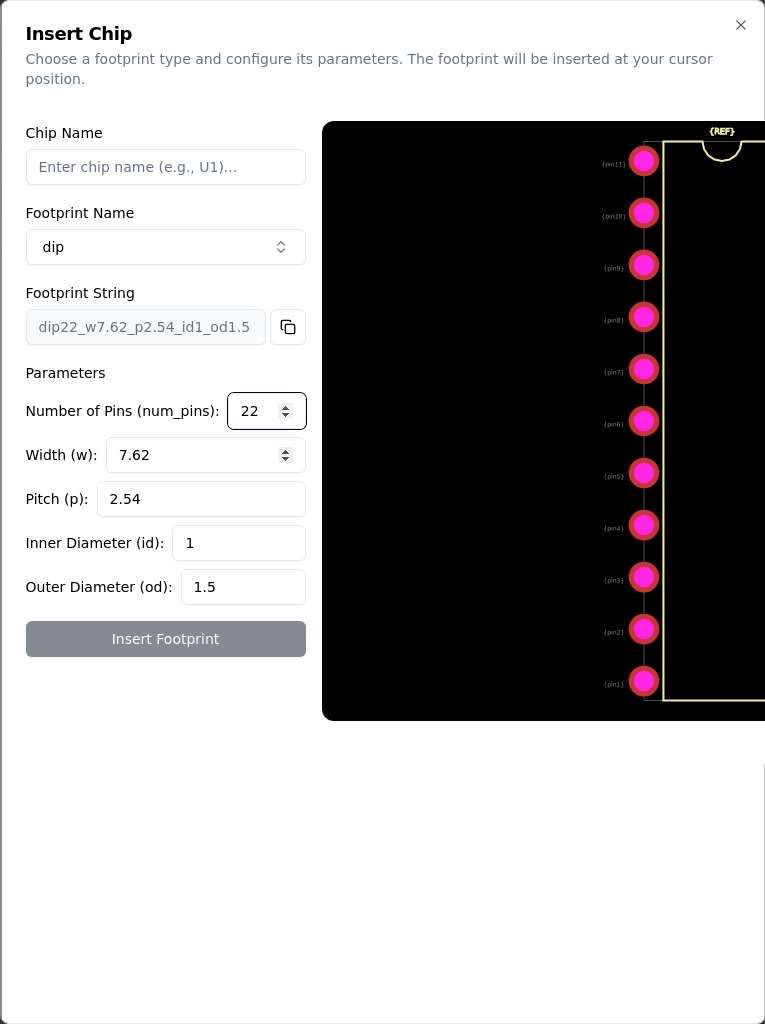 Insert Chip
Choose a footprint type and configure its parameters. The footprint will be inserted at your cursor
position.
Chip Name
Enter chip name (e.g., U1)...
Footprint Name
dip
Footprint String
dip22_w7.62_p2.54_id1_od1.5
Parameters
Number of Pins (num_pins): 22
Width (w): 7.62
Pitch (p): 2.54
Inner Diameter (id): 1
Outer Diameter (od): 1.5
Insert Footprint
{REF}
{pin11}
{pin10}
{pin9}
{pin8}
{pin7}
{pin6}
{pin5}
{pin4}
{pin3}
{pin2}
{pin1}